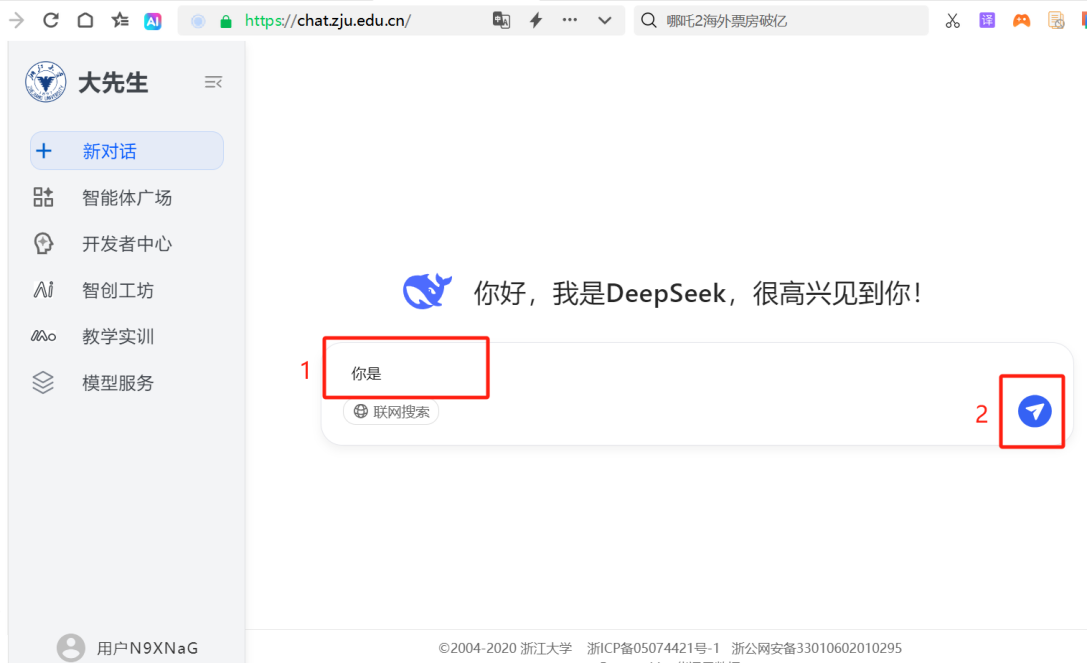 AI https://chat.zju.edu.cn/ 哪吒2海外票房破亿 译
大先生
新对话
智能体广场
开发者中心
智创工坊
教学实训
模型服务
你好，我是DeepSeek，很高兴见到你！
1
你是
联网搜索
2
用户N9XNaG
©2004-2020 浙江大学 浙ICP备05074421号-1 浙公网安备33010602010295